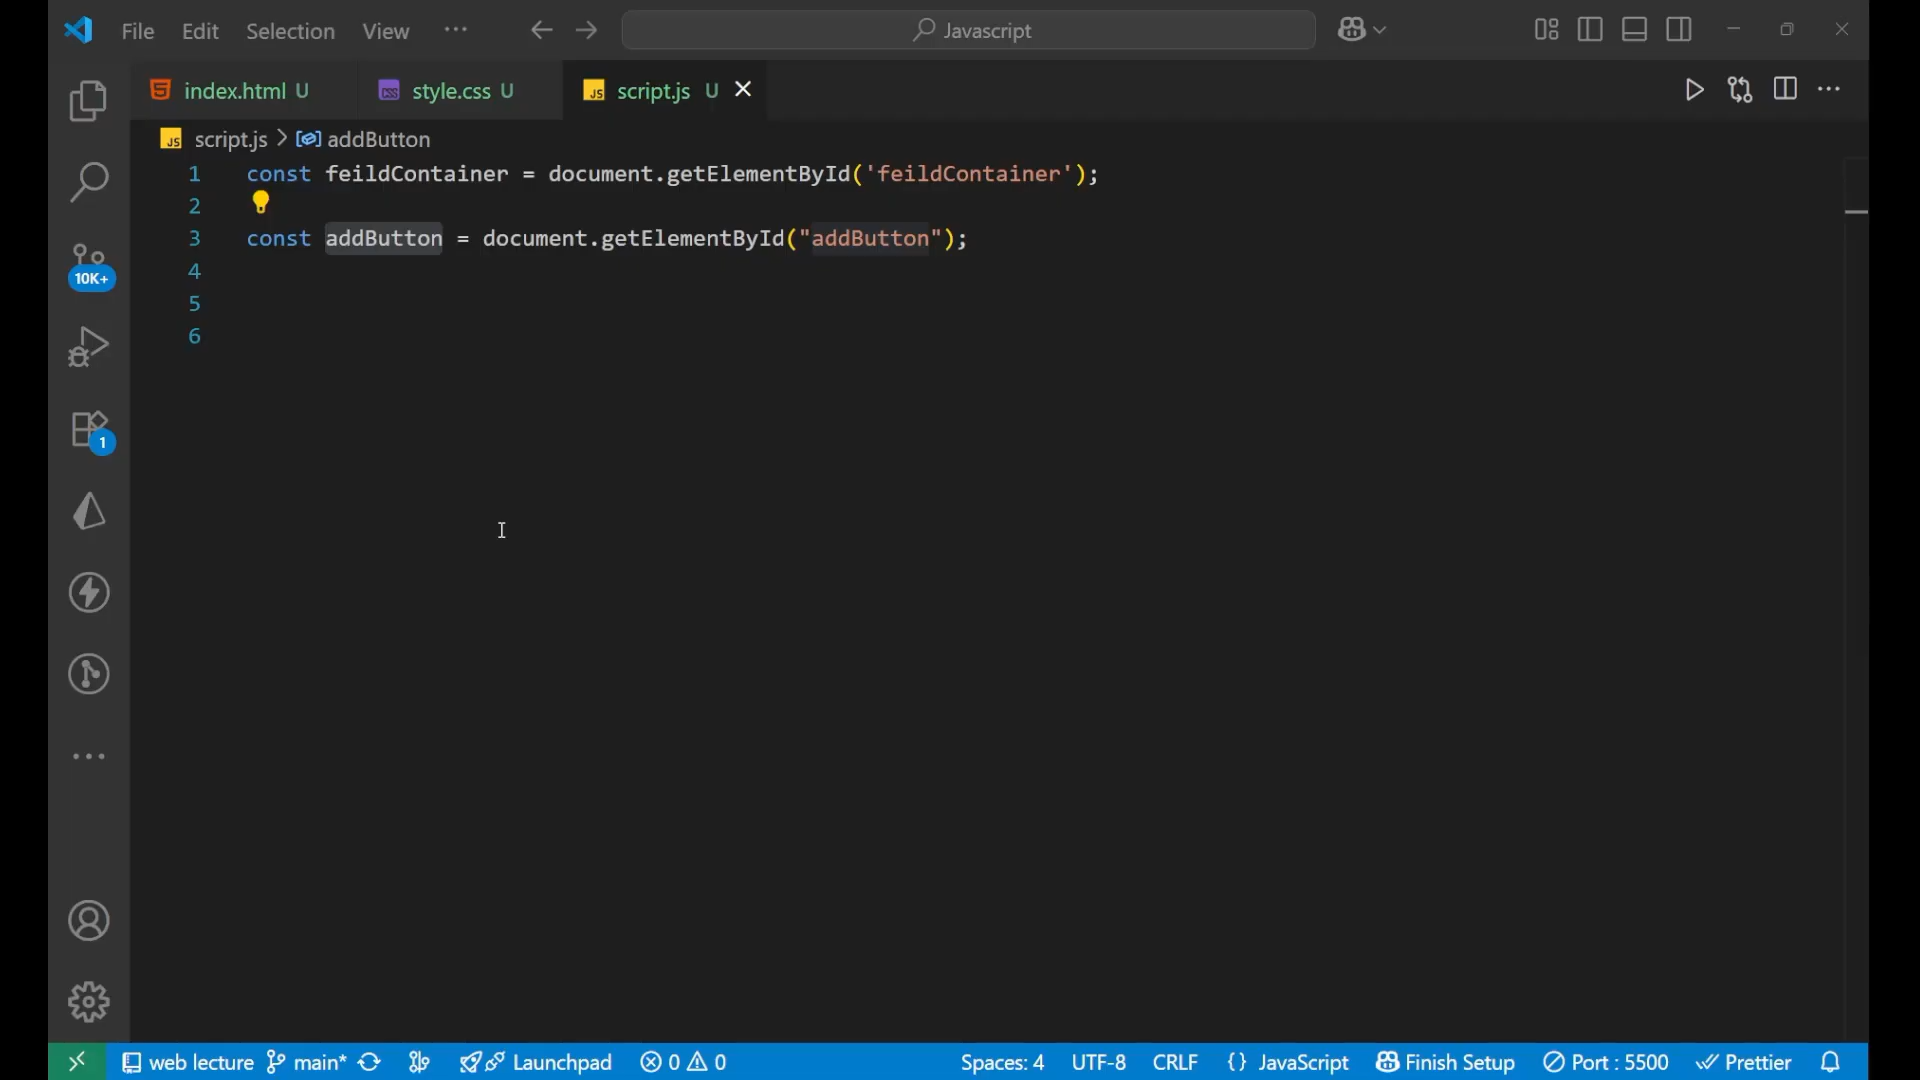 File Edit Selection View ··· Javascript
index.html U style.css U JS script.js U
JS script.js > addButton
1 const feildContainer = document.getElementById('feildContainer');
2
3 const addButton = document.getElementById("addButton");
4
5
6
10K+
1
web lecture main* Launchpad 0 0 Spaces: 4 UTF-8 CRLF {} JavaScript Finish Setup Port : 5500 Prettier